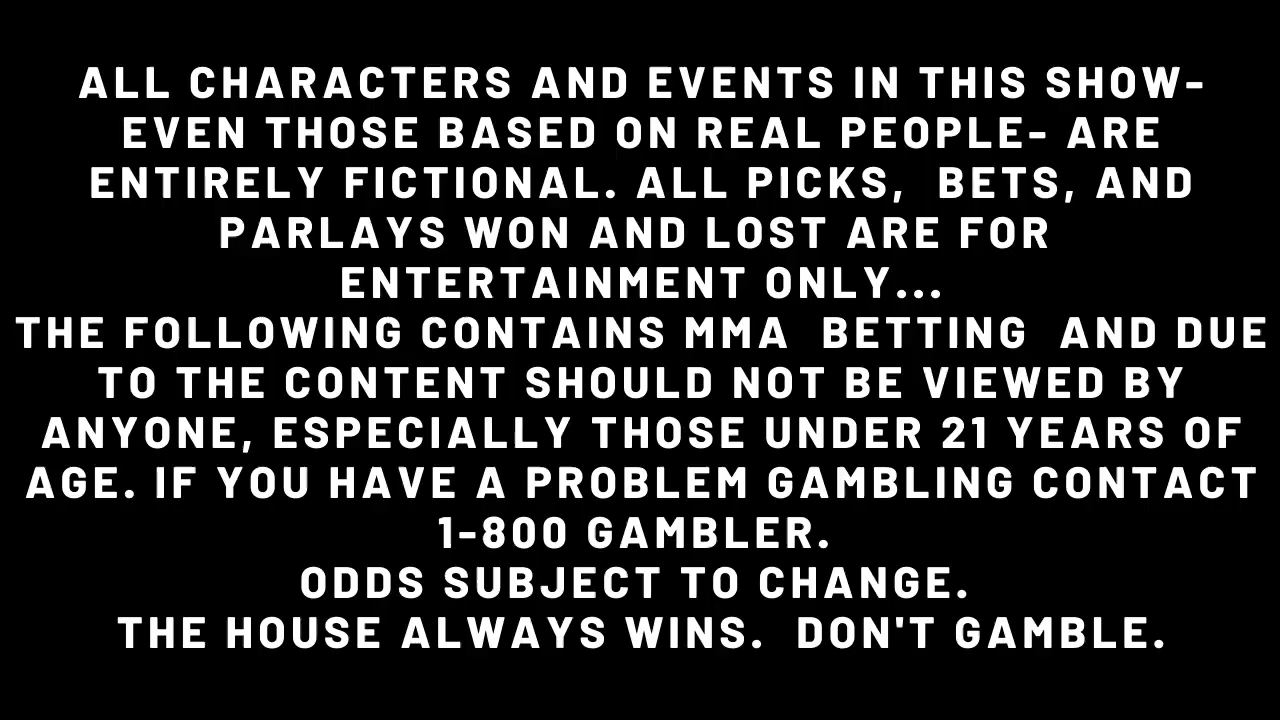 ALL CHARACTERS AND EVENTS IN THIS SHOW-
EVEN THOSE BASED ON REAL PEOPLE- ARE
ENTIRELY FICTIONAL. ALL PICKS,  BETS, AND
PARLAYS WON AND LOST ARE FOR
ENTERTAINMENT ONLY...
THE FOLLOWING CONTAINS MMA  BETTING  AND DUE
TO THE CONTENT SHOULD NOT BE VIEWED BY
ANYONE, ESPECIALLY THOSE UNDER 21 YEARS OF
AGE. IF YOU HAVE A PROBLEM GAMBLING CONTACT
1-800 GAMBLER.
ODDS SUBJECT TO CHANGE.
THE HOUSE ALWAYS WINS.  DON'T GAMBLE.